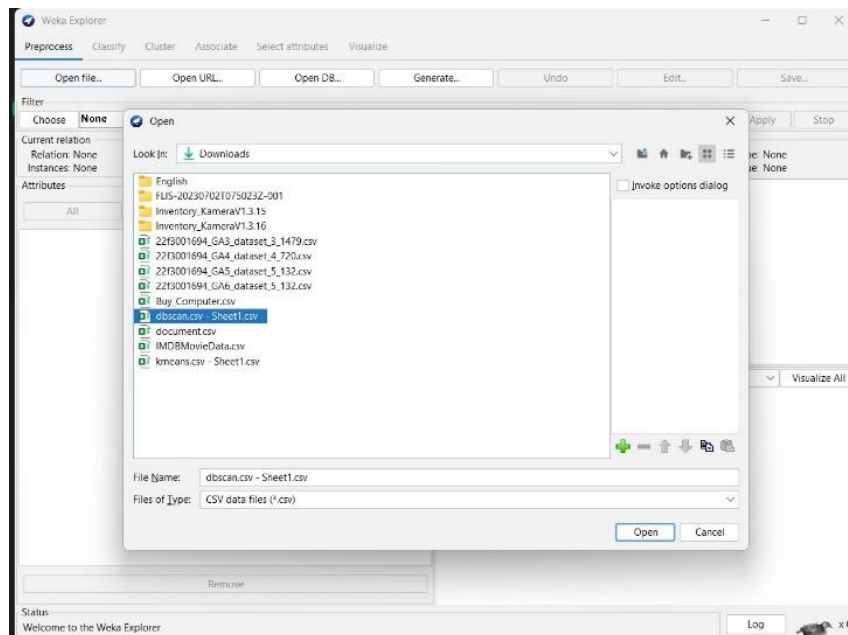 Weka Explorer
Preprocess Classify Cluster Associate Select attributes Visualize
Open file... Open URL... Open DB... Generate... Undo Edit... Save...
Filter
Choose None Apply Stop
Open
Current relation
Relation: None
Instances: None
None
None
Look In: Downloads
Attributes
All
Invoke options dialog
English
FLIS-20230702T075023Z-001
Inventory_KameraV1.3.15
Inventory_KameraV1.3.16
22f3001694_GA3_dataset_3_1479.csv
22f3001694_GA4_dataset_4_720.csv
22f3001694_GA5_dataset_5_132.csv
22f3001694_GA6_dataset_5_132.csv
Buy_Computer.csv
dbscan.csv - Sheet1.csv
document.csv
IMDBMovieData.csv
kmeans.csv - Sheet1.csv
Visualize All
File Name: dbscan.csv - Sheet1.csv
Files of Type: CSV data files (*.csv)
Open Cancel
Remove
Status
Welcome to the Weka Explorer
Log